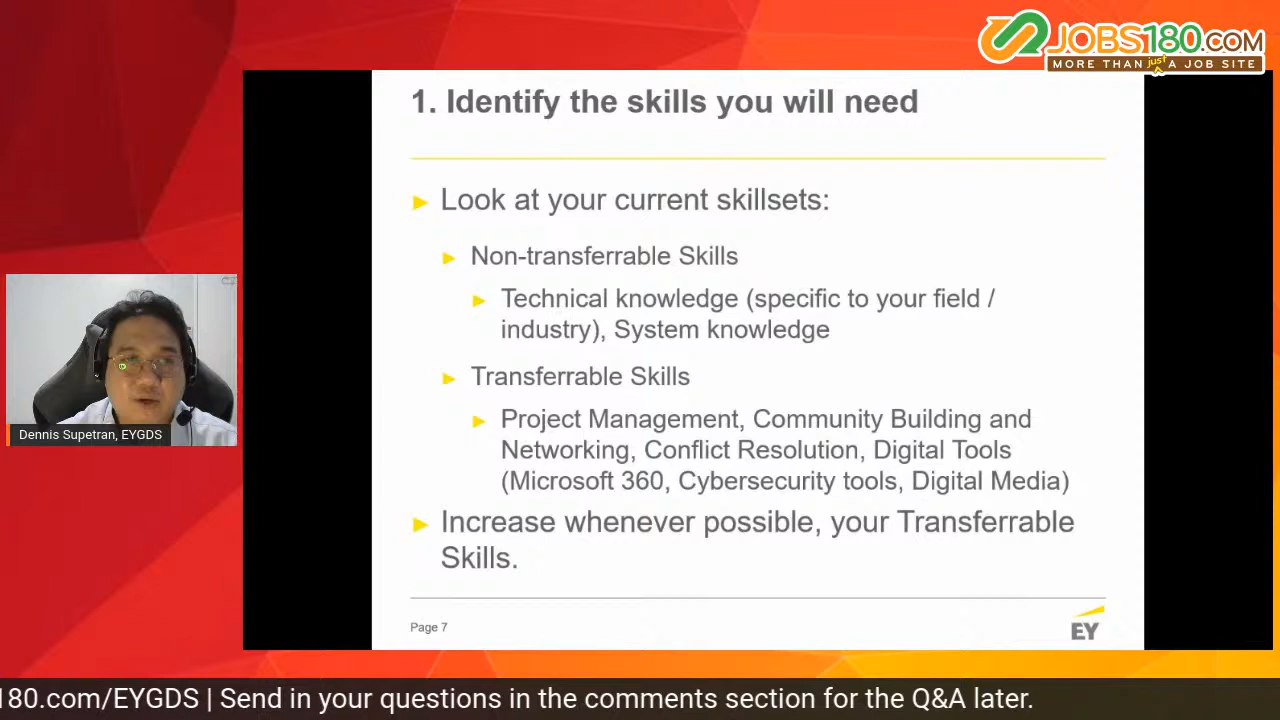 JOBS180.COM
MORE THAN just A JOB SITE
1. Identify the skills you will need
► Look at your current skillsets:
► Non-transferrable Skills
► Technical knowledge (specific to your field /
industry), System knowledge
► Transferrable Skills
► Project Management, Community Building and
Networking, Conflict Resolution, Digital Tools
(Microsoft 360, Cybersecurity tools, Digital Media)
► Increase whenever possible, your Transferrable
Skills.
Page 7
EY
Dennis Supetran, EYGDS
180.com/EYGDS | Send in your questions in the comments section for the Q&A later.